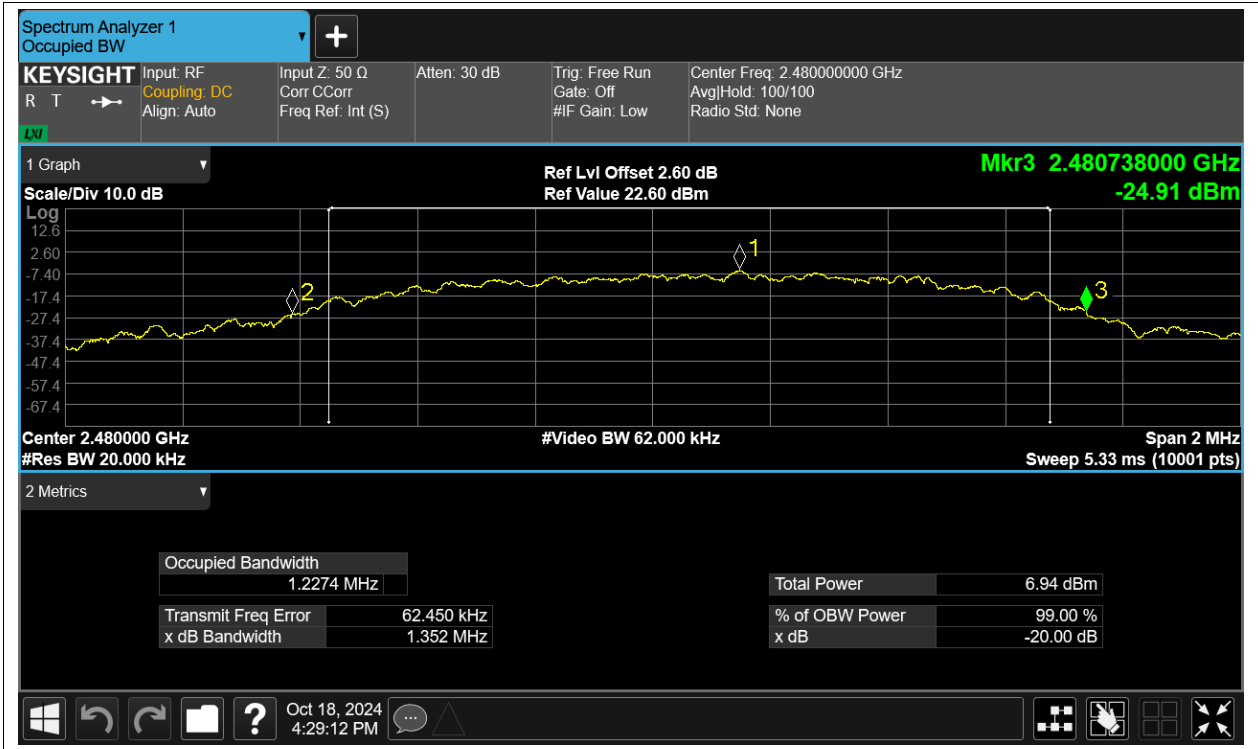 Spectrum Analyzer 1
Occupied BW
KEYSIGHT
R T
LXI
Input: RF
Coupling: DC
Align: Auto
Input Z: 50 Ω
Corr CCorr
Freq Ref: Int (S)
Atten: 30 dB
Trig: Free Run
Gate: Off
#IF Gain: Low
Center Freq: 2.480000000 GHz
Avg|Hold: 100/100
Radio Std: None
1 Graph
Scale/Div 10.0 dB
Ref Lvl Offset 2.60 dB
Ref Value 22.60 dBm
Mkr3 2.480738000 GHz
-24.91 dBm
Log
12.6
2.60
-7.40
-17.4
-27.4
-37.4
-47.4
-57.4
-67.4
1
2
3
Center 2.480000 GHz
#Video BW 62.000 kHz
Span 2 MHz
#Res BW 20.000 kHz
Sweep 5.33 ms (10001 pts)
2 Metrics
Occupied Bandwidth
1.2274 MHz
Total Power 6.94 dBm
Transmit Freq Error 62.450 kHz
% of OBW Power 99.00 %
x dB Bandwidth 1.352 MHz
x dB -20.00 dB
?
Oct 18, 2024
4:29:12 PM